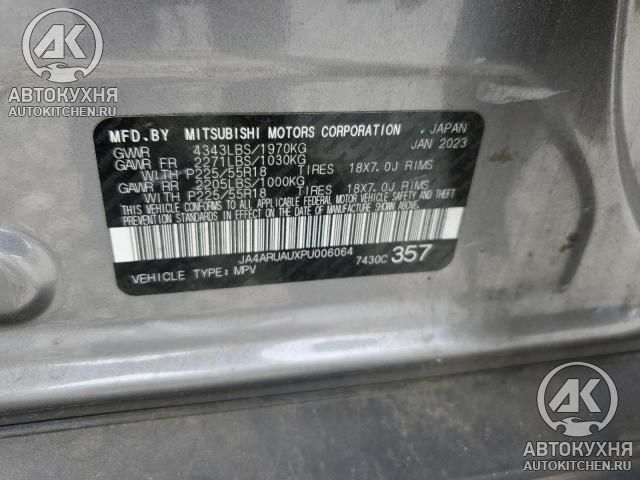 АК
АВТОКУХНЯ
AUTOKITCHEN.RU
MFD.BY MITSUBISHI MOTORS CORPORATION . JAPAN
GVWR 4343LBS/1970KG JAN 2023
GAWR FR 2271LBS/1030KG
WITH P225/55R18 TIRES 18X7.0J RIMS
GAWR RR 2205LBS/1000KG
WITH P225/55R18 TIRES 18X7.0J RIMS
THIS VEHICLE CONFORMS TO ALL APPLICABLE FEDERAL MOTOR VEHICLE SAFETY AND
STANDARDS IN EFFECT ON THE DATE OF MANUFACTURE SHOWN ABOVE.
JA4ARUAUXPU006064
7430C 357
VEHICLE TYPE: MPV
АК
АВТОКУХНЯ
AUTOKITCHEN.RU